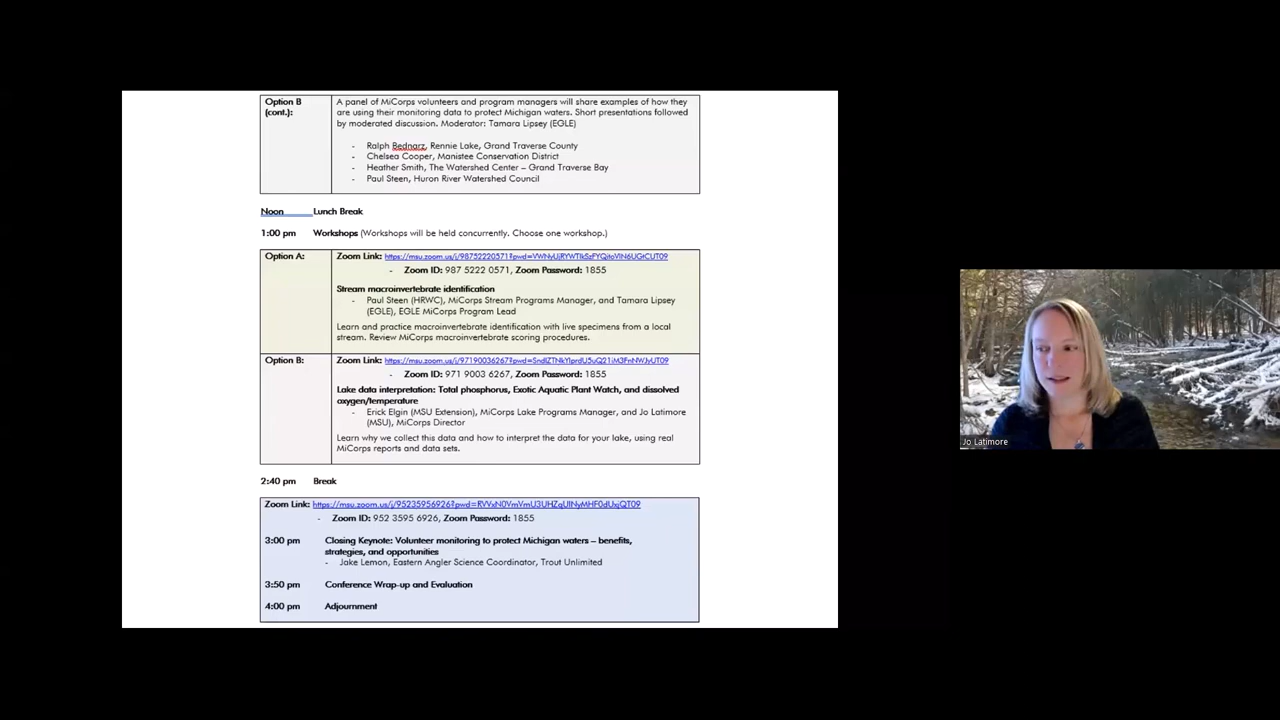 Option B (cont.):
A panel of MiCorps volunteers and program managers will share examples of how they
are using their monitoring data to protect Michigan waters. Short presentations followed
by moderated discussion. Moderator: Tamara Lipsey (EGLE)
- Ralph Bednarz, Rennie Lake, Grand Traverse County
- Chelsea Cooper, Manistee Conservation District
- Heather Smith, The Watershed Center – Grand Traverse Bay
- Paul Steen, Huron River Watershed Council
Noon Lunch Break
1:00 pm Workshops (Workshops will be held concurrently. Choose one workshop.)
Option A:
Zoom Link:
- Zoom ID: 987 5222 0571, Zoom Password: 1855
Stream macroinvertebrate identification
- Paul Steen (HRWC), MiCorps Stream Programs Manager, and Tamara Lipsey
(EGLE), EGLE MiCorps Program Lead
Learn and practice macroinvertebrate identification with live specimens from a local
stream. Review MiCorps macroinvertebrate scoring procedures.
Option B:
Zoom Link:
- Zoom ID: 971 9003 6267, Zoom Password: 1855
Lake data interpretation: Total phosphorus, Exotic Aquatic Plant Watch, and dissolved
oxygen/temperature
- Erick Elgin (MSU Extension), MiCorps Lake Programs Manager, and Jo Latimore
(MSU), MiCorps Director
Learn why we collect this data and how to interpret the data for your lake, using real
MiCorps reports and data sets.
2:40 pm Break
Zoom Link:
- Zoom ID: 952 3595 6926, Zoom Password: 1855
3:00 pm Closing Keynote: Volunteer monitoring to protect Michigan waters – benefits,
strategies, and opportunities
- Jake Lemon, Eastern Angler Science Coordinator, Trout Unlimited
3:50 pm Conference Wrap-up and Evaluation
4:00 pm Adjournment
Jo Latimore